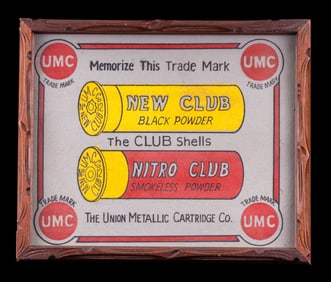 UMC
UMC
TRADE MARK
TRADE MARK
Memorize This Trade Mark
NEW CLUB
BLACK POWDER
The CLUB Shells
NITRO CLUB
SMOKELESS POWDER
TRADE MARK
TRADE MARK
UMC
UMC
THE UNION METALLIC CARTRIDGE CO.